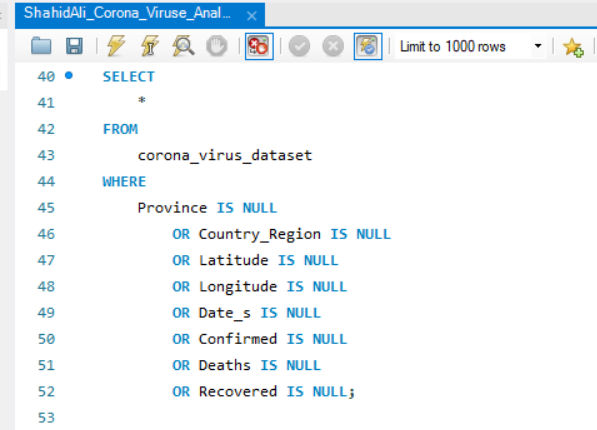 ShahidAli_Corona_Viruse_Anal...
Limit to 1000 rows
40 SELECT
41 *
42 FROM
43 corona_virus_dataset
44 WHERE
45 Province IS NULL
46 OR Country_Region IS NULL
47 OR Latitude IS NULL
48 OR Longitude IS NULL
49 OR Date_s IS NULL
50 OR Confirmed IS NULL
51 OR Deaths IS NULL
52 OR Recovered IS NULL;
53